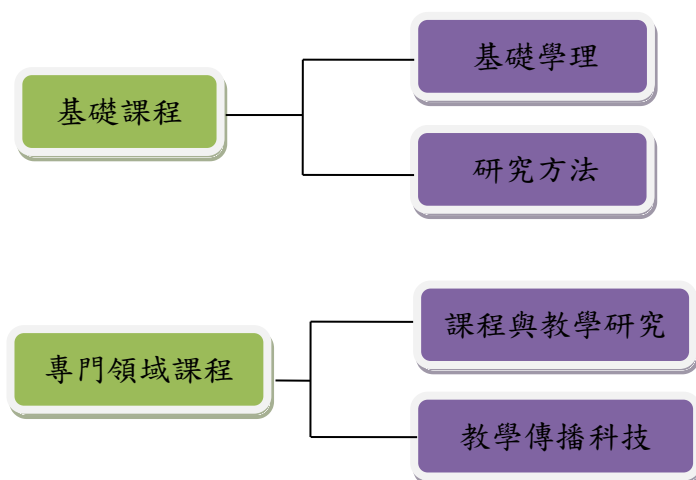 基礎課程
基礎學理
研究方法
專門領域課程
課程與教學研究
教學傳播科技